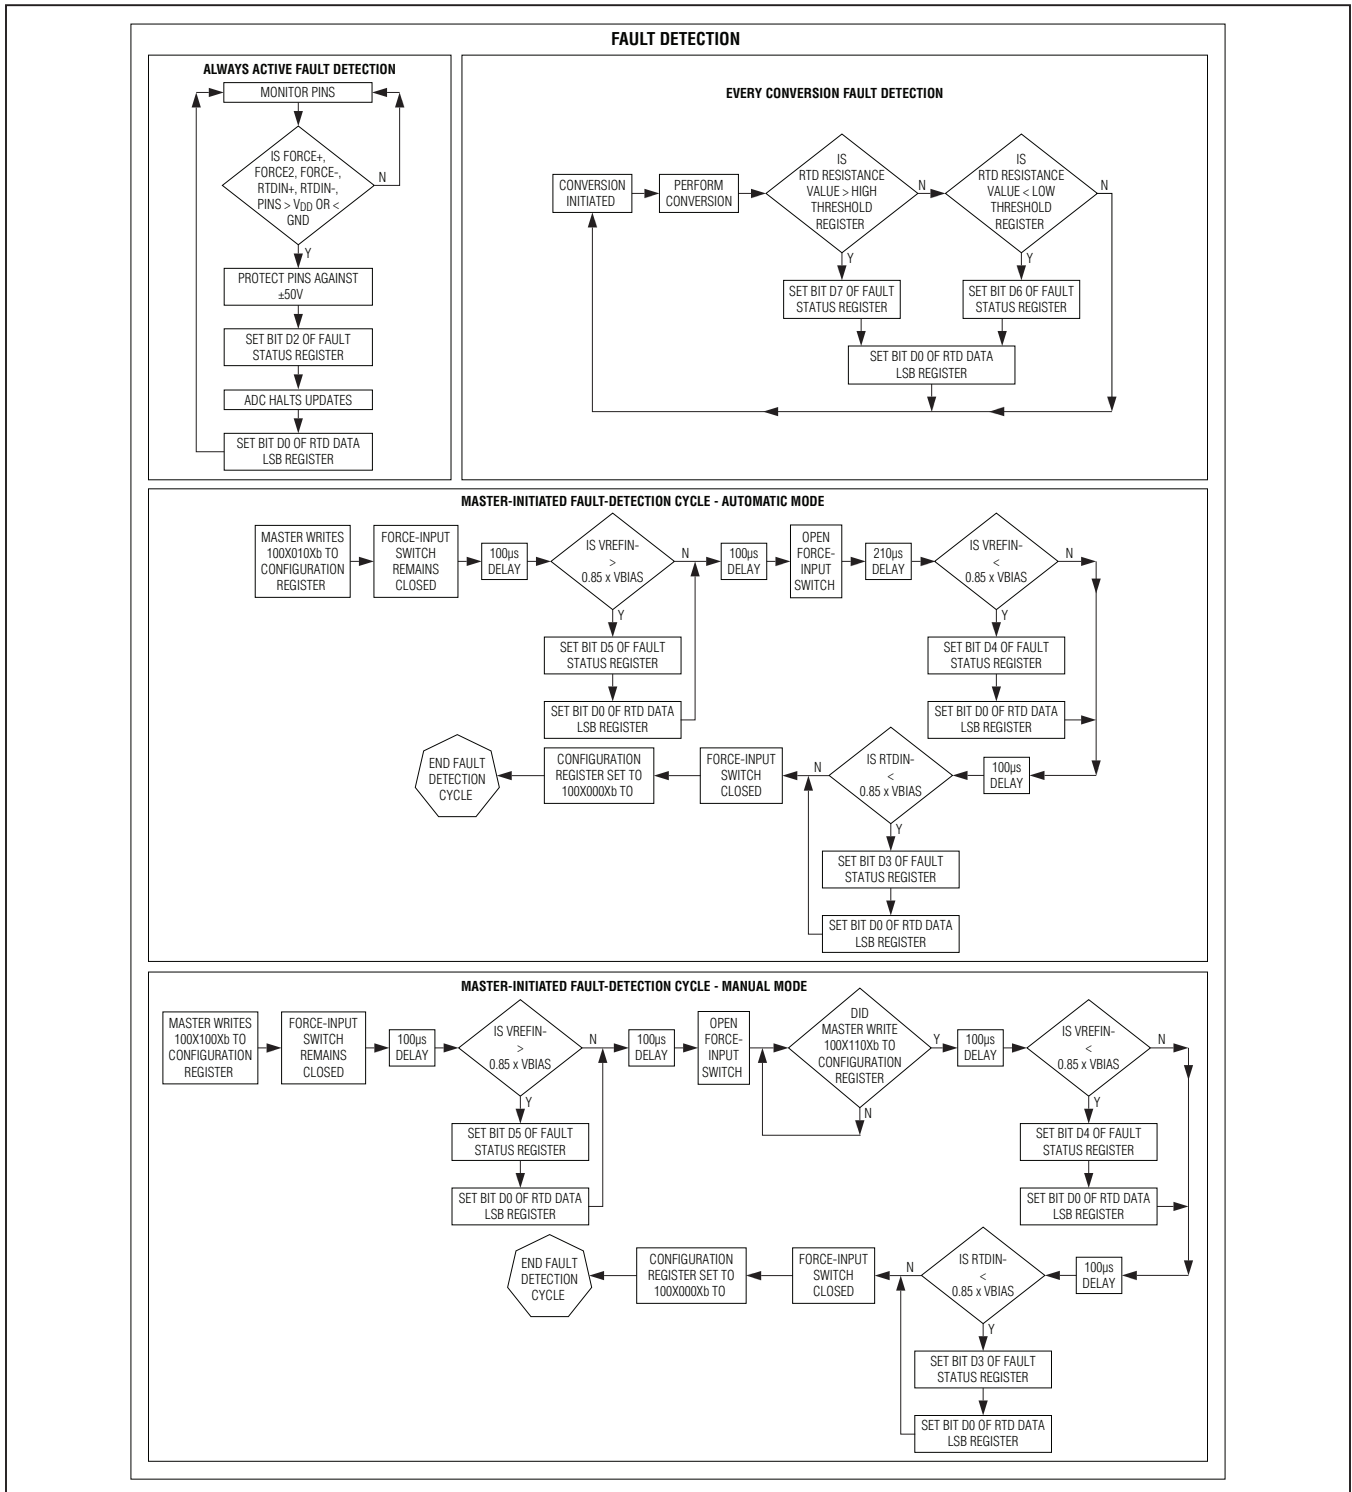 FAULT DETECTION
ALWAYS ACTIVE FAULT DETECTION
MONITOR PINS
IS FORCE+,
FORCE2, FORCE-,
RTDIN+, RTDIN-,
PINS > VDD OR <
GND
N
Y
PROTECT PINS AGAINST
±50V
SET BIT D2 OF FAULT
STATUS REGISTER
ADC HALTS UPDATES
SET BIT D0 OF RTD DATA
LSB REGISTER
EVERY CONVERSION FAULT DETECTION
CONVERSION
INITIATED
PERFORM
CONVERSION
IS
RTD RESISTANCE
VALUE > HIGH
THRESHOLD
REGISTER
N
Y
IS
RTD RESISTANCE
VALUE < LOW
THRESHOLD
REGISTER
N
Y
SET BIT D7 OF FAULT
STATUS REGISTER
SET BIT D6 OF FAULT
STATUS REGISTER
SET BIT D0 OF RTD DATA
LSB REGISTER
MASTER-INITIATED FAULT-DETECTION CYCLE - AUTOMATIC MODE
MASTER WRITES
100X010Xb TO
CONFIGURATION
REGISTER
FORCE-INPUT
SWITCH
REMAINS
CLOSED
100µs
DELAY
IS VREFIN-
>
0.85 x VBIAS
N
Y
SET BIT D5 OF FAULT
STATUS REGISTER
SET BIT D0 OF RTD DATA
LSB REGISTER
100µs
DELAY
OPEN
FORCE-
INPUT
SWITCH
210µs
DELAY
IS VREFIN-
<
0.85 x VBIAS
N
Y
SET BIT D4 OF FAULT
STATUS REGISTER
SET BIT D0 OF RTD DATA
LSB REGISTER
100µs
DELAY
IS RTDIN-
<
0.85 x VBIAS
N
Y
SET BIT D3 OF FAULT
STATUS REGISTER
SET BIT D0 OF RTD DATA
LSB REGISTER
FORCE-INPUT
SWITCH
CLOSED
CONFIGURATION
REGISTER SET TO
100X000Xb TO
END FAULT
DETECTION
CYCLE
MASTER-INITIATED FAULT-DETECTION CYCLE - MANUAL MODE
MASTER WRITES
100X100Xb TO
CONFIGURATION
REGISTER
FORCE-INPUT
SWITCH
REMAINS
CLOSED
100µs
DELAY
IS VREFIN-
>
0.85 x VBIAS
N
Y
SET BIT D5 OF FAULT
STATUS REGISTER
SET BIT D0 OF RTD DATA
LSB REGISTER
100µs
DELAY
OPEN
FORCE-
INPUT
SWITCH
DID
MASTER WRITE
100X110Xb TO
CONFIGURATION
REGISTER
Y
N
100µs
DELAY
IS VREFIN-
<
0.85 x VBIAS
N
Y
SET BIT D4 OF FAULT
STATUS REGISTER
SET BIT D0 OF RTD DATA
LSB REGISTER
100µs
DELAY
IS RTDIN-
<
0.85 x VBIAS
N
Y
SET BIT D3 OF FAULT
STATUS REGISTER
SET BIT D0 OF RTD DATA
LSB REGISTER
FORCE-INPUT
SWITCH
CLOSED
CONFIGURATION
REGISTER SET TO
100X000Xb TO
END FAULT
DETECTION
CYCLE